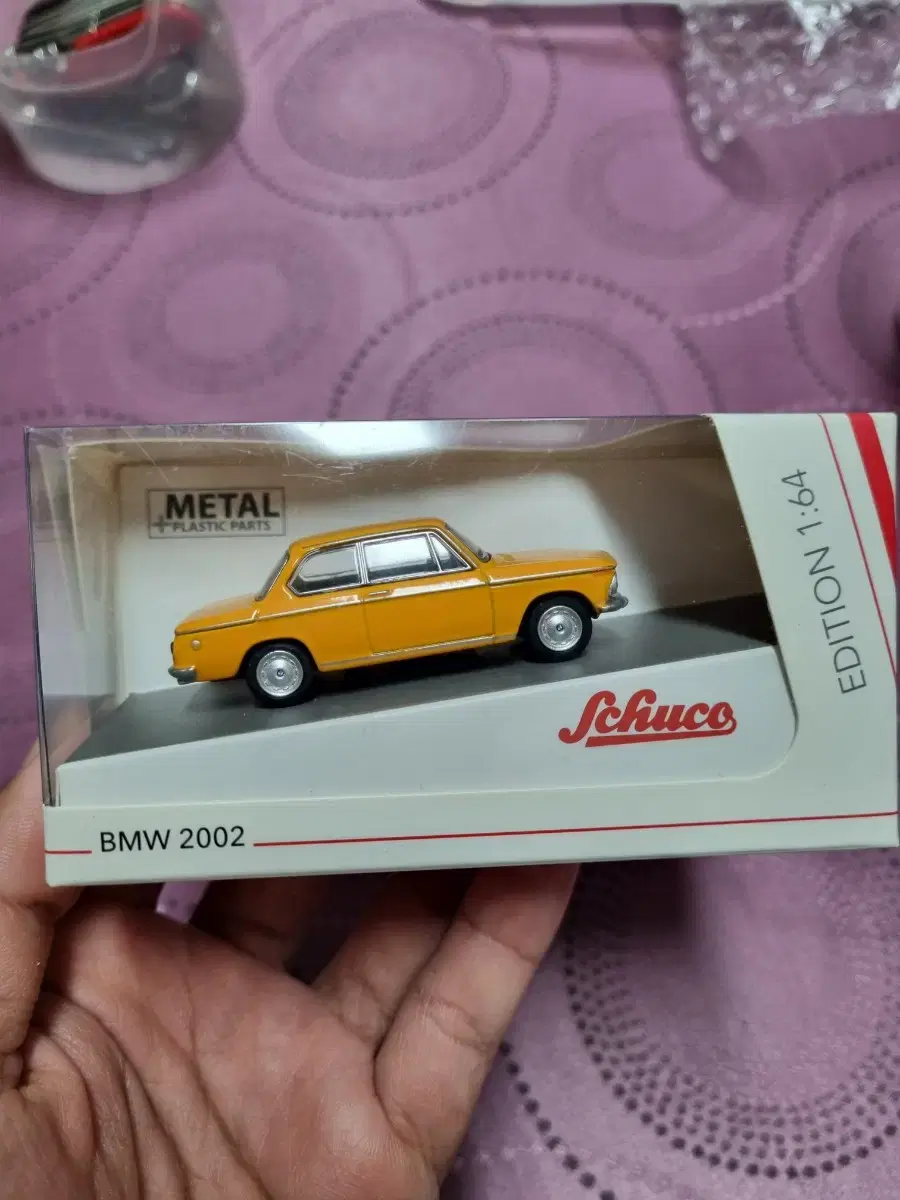 METAL
+PLASTIC PARTS
EDITION 1:64
Schuco
BMW 2002